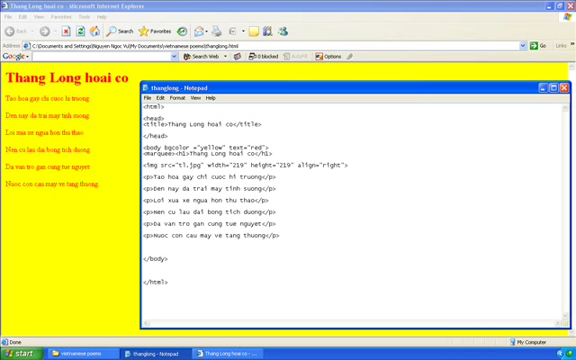 Thang Long hoai co - Microsoft Internet Explorer
File Edit View Favorites Tools Help
Back Search Favorites
Address C:\Documents and Settings\Nguyen Ngoc Vu\My Documents\vietnamese poems\thanglong.html Go Links
Google Search Web 0 blocked AutoFill Options
Thang Long hoai co
Tao hoa gay chi cuoc hi truong
Den nay da trai may tinh suong
Loi xua xe ngua hon thu thao
Nen cu lau dai bong tich duong
Da van tro gan cung tue nguyet
Nuoc con cau may ve tang thuong
thanglong - Notepad
File Edit Format View Help
<html>
<head>
<title>Thang Long hoai co</title>
</head>
<body bgcolor ="yellow" text="red">
<marquee><h1>Thang Long hoai co</h1>
<img src="tl.jpg" width="219" height="219" align="right">
<p>Tao hoa gay chi cuoc hi truong</p>
<p>Den nay da trai may tinh suong</p>
<p>Loi xua xe ngua hon thu thao</p>
<p>Nen cu lau dai bong tich duong</p>
<p>Da van tro gan cung tue nguyet</p>
<p>Nuoc con cau may ve tang thuong</p>
</body>
</html>
Done My Computer
start vietnamese poems thanglong - Notepad Thang Long hoai co - ...